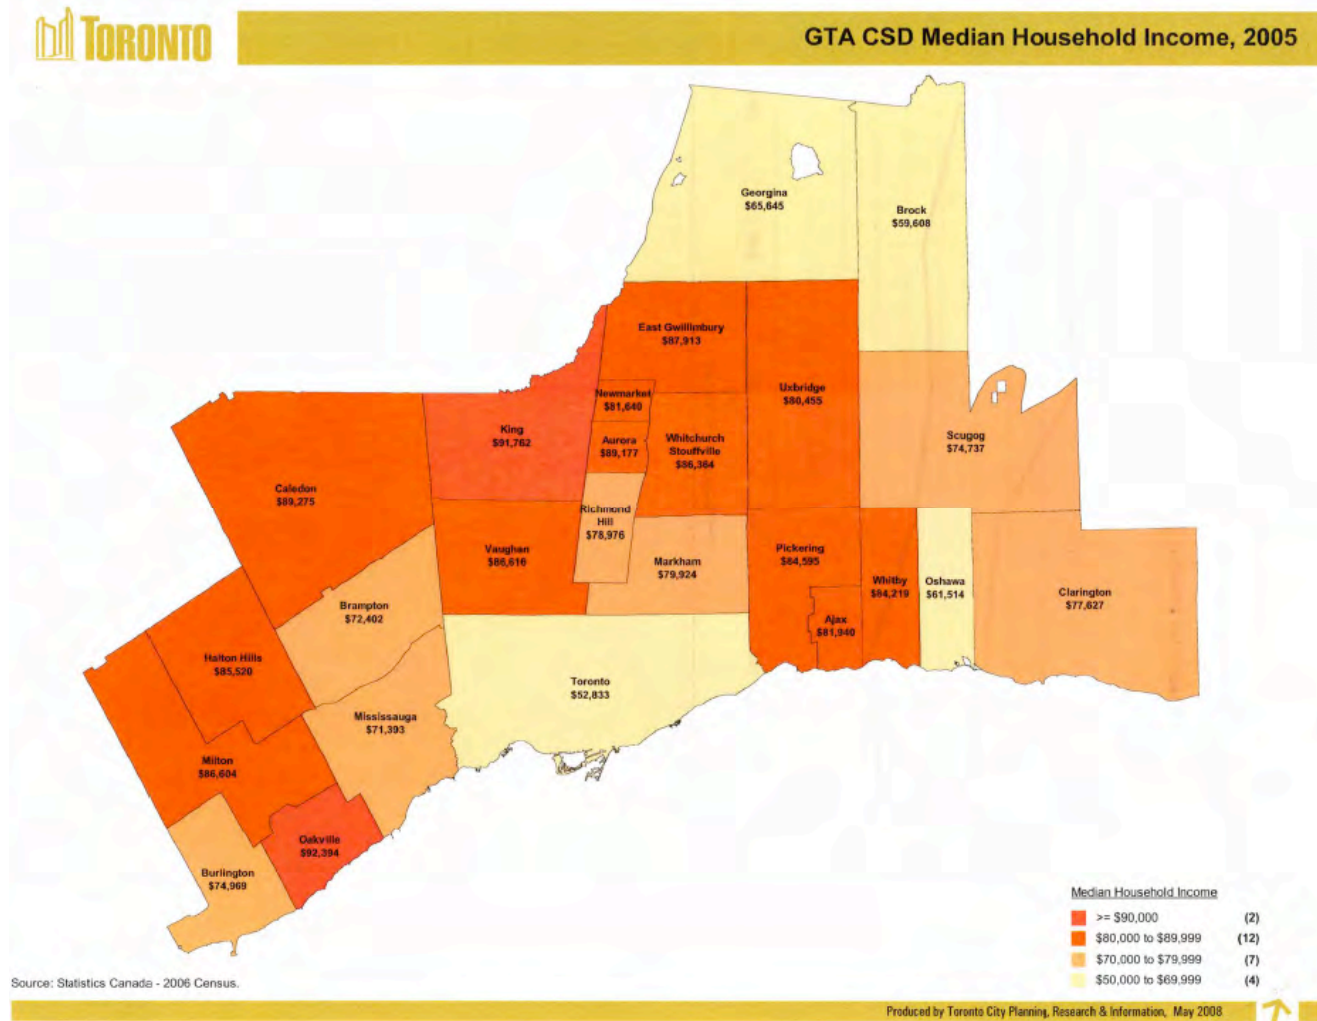 TORONTO
GTA CSD Median Household Income, 2005
Georgina
$65,645
Brock
$59,608
East Gwillimbury
$87,913
Newmarket
$81,640
Uxbridge
$80,455
King
$91,762
Aurora
$89,177
Whitchurch
Stouffville
$86,364
Scugog
$74,737
Caledon
$89,275
Richmond
Hill
$78,976
Vaughan
$86,616
Markham
$79,924
Pickering
$84,595
Whitby
$84,219
Oshawa
$61,514
Clarington
$77,627
Brampton
$72,402
Ajax
$81,940
Halton Hills
$85,520
Toronto
$52,833
Mississauga
$71,393
Milton
$86,604
Oakville
$92,394
Burlington
$74,969
Median Household Income
>= $90,000 (2)
$80,000 to $89,999 (12)
$70,000 to $79,999 (7)
$50,000 to $69,999 (4)
Source: Statistics Canada - 2006 Census.
Produced by Toronto City Planning, Research & Information, May 2008